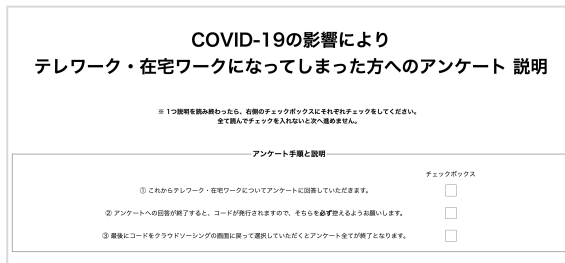 COVID-19の影響により
テレワーク・在宅ワークになってしまった方へのアンケート 説明
※ 1つ説明を読み終わったら、右側のチェックボックスにそれぞれチェックをしてください。
全て読んでチェックを入れないと次へ進めません。
アンケート手順と説明
チェックボックス
① これからテレワーク・在宅ワークについてアンケートに回答していただきます。
② アンケートへの回答が終了すると、コードが発行されますので、そちらを必ず控えるようお願いします。
③ 最後にコードをクラウドソーシングの画面に戻って選択していただくとアンケート全てが終了となります。